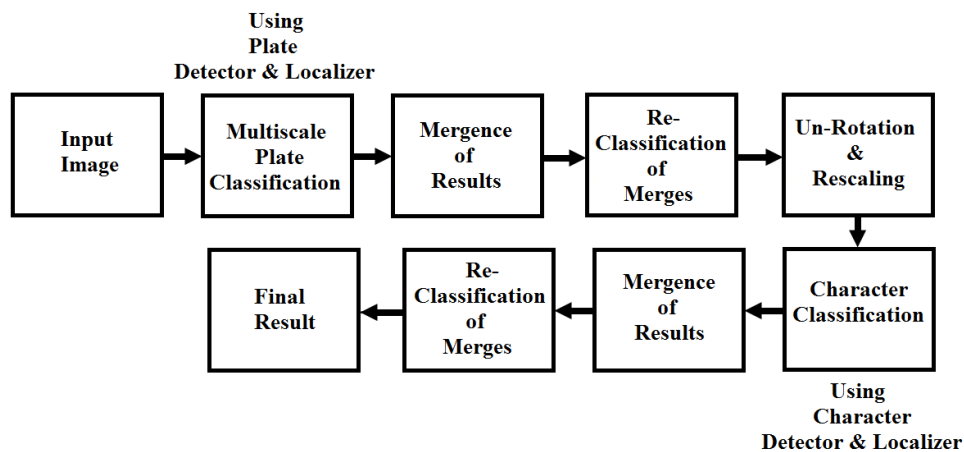 Using
Plate
Detector & Localizer
Input
Image
Multiscale
Plate
Classification
Mergence
of
Results
Re-
Classification
of
Merges
Un-Rotation
&
Rescaling
Final
Result
Re-
Classification
of
Merges
Mergence
of
Results
Character
Classification
Using
Character
Detector & Localizer